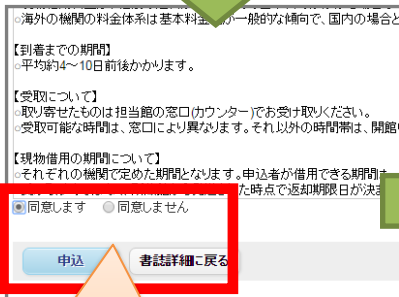 ○海外の機関の料金体系は基本料金が一般的な傾向で、国内の場合と
【到着までの期間】
○平均約4～10日前後かかります。
【受取について】
○取り寄せたものは担当館の窓口(カウンター)でお受け取りください。
○受取可能な時間は、窓口により異なります。それ以外の時間帯は、開館
【現物借用の期間について】
○それぞれの機関で定めた期間となります。申込者が借用できる期間は
時点で返却期限日が決ま
同意します 同意しません
申込 書誌詳細に戻る